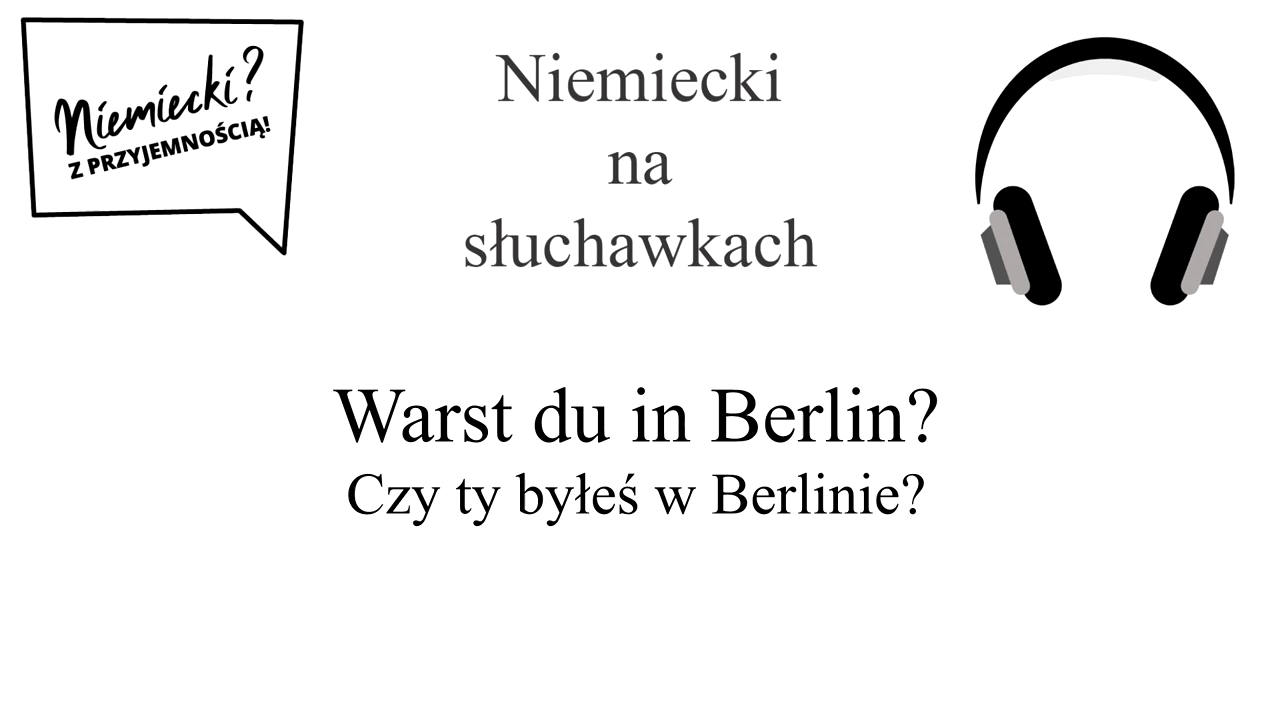 Niemiecki?
Z PRZYJEMNOŚCIĄ!
Niemiecki
na
słuchawkach
Warst du in Berlin?
Czy ty byłeś w Berlinie?